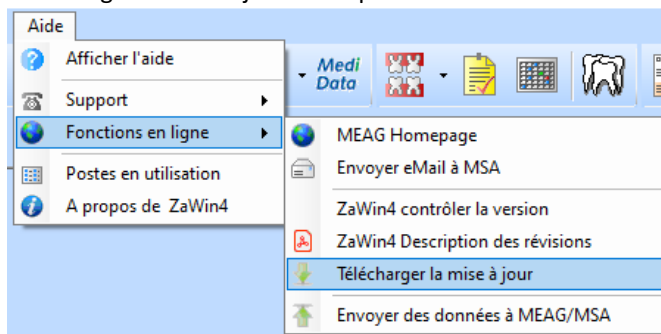 Aide
Afficher l'aide
Medi
Data
Support
Fonctions en ligne
MEAG Homepage
Envoyer eMail à MSA
Postes en utilisation
A propos de ZaWin4
ZaWin4 contrôler la version
ZaWin4 Description des révisions
Télécharger la mise à jour
Envoyer des données à MEAG/MSA